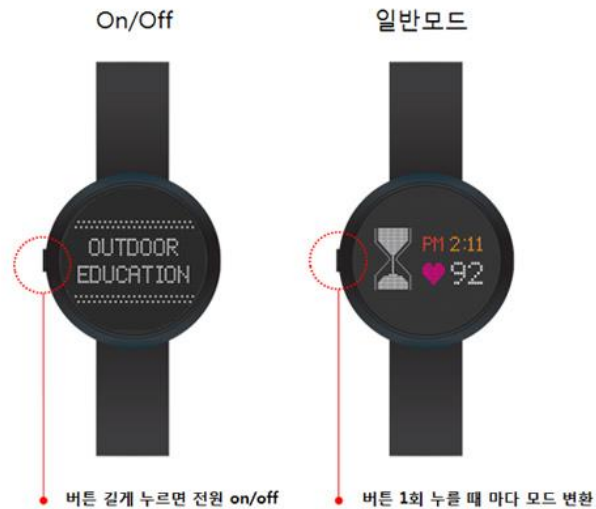 On/Off
일반모드
OUTDOOR
EDUCATION
PM 2:11
92
버튼 길게 누르면 전원 on/off
버튼 1회 누를 때 마다 모드 변환